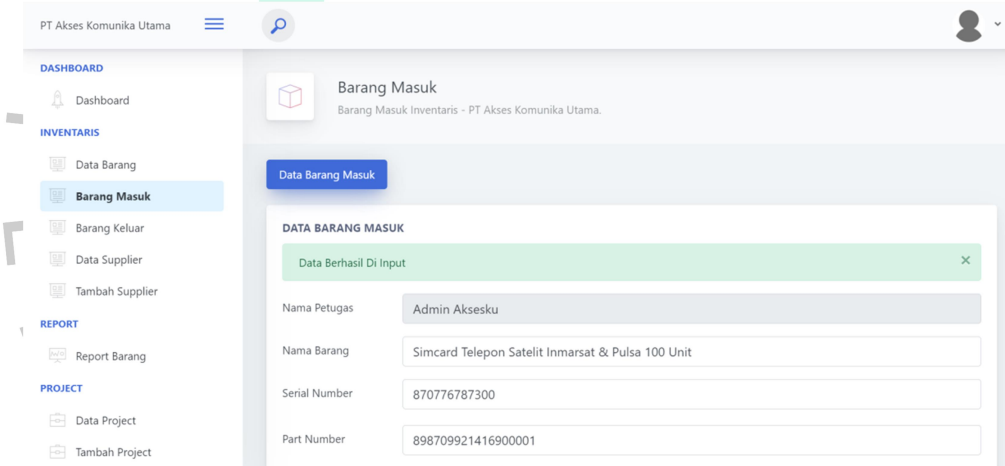 PT Akses Komunika Utama
DASHBOARD
Dashboard
INVENTARIS
Data Barang
Barang Masuk
Barang Keluar
Data Supplier
Tambah Supplier
REPORT
Report Barang
PROJECT
Data Project
Tambah Project
Barang Masuk
Barang Masuk Inventaris - PT Akses Komunika Utama.
Data Barang Masuk
DATA BARANG MASUK
Data Berhasil Di Input ×
Nama Petugas Admin Aksesku
Nama Barang Simcard Telepon Satelit Inmarsat & Pulsa 100 Unit
Serial Number 870776787300
Part Number 898709921416900001